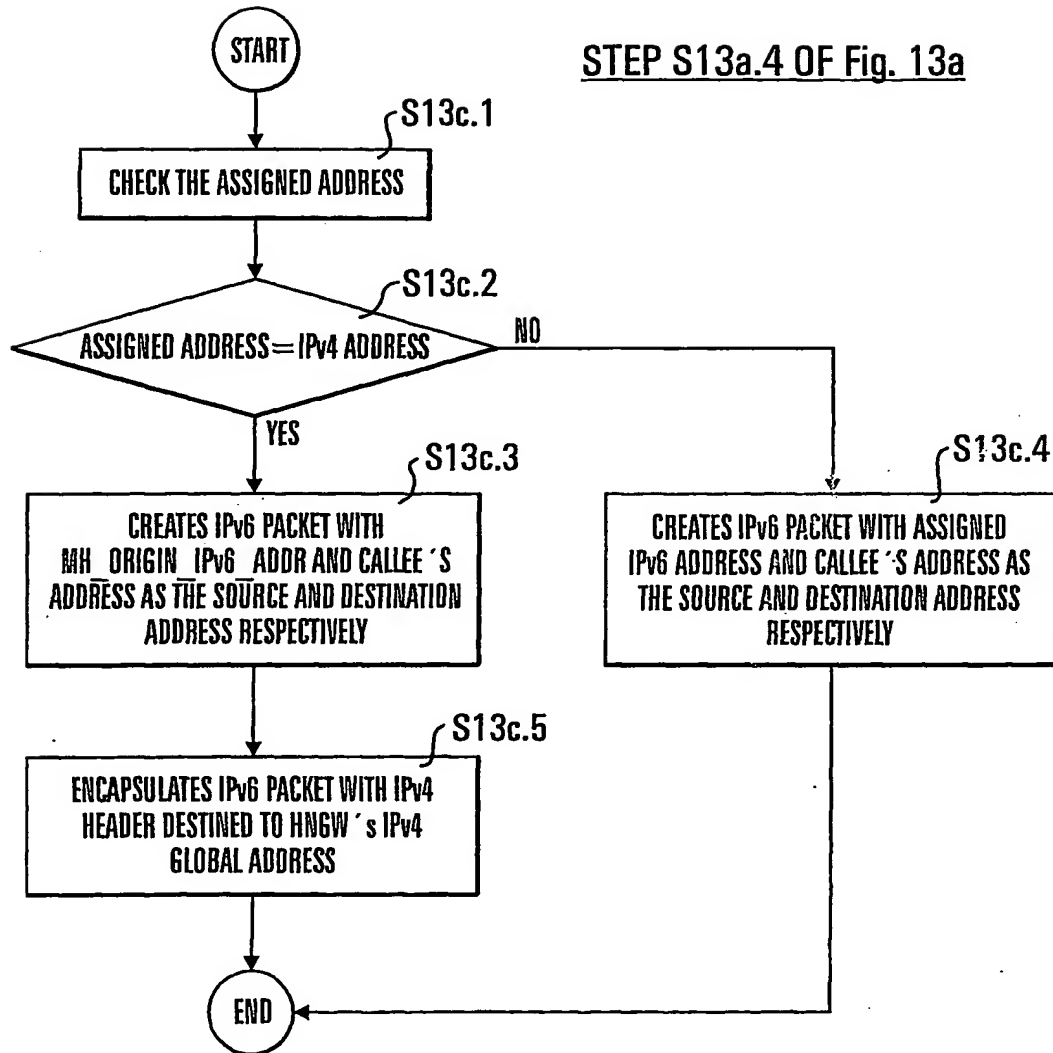 START
STEP S13a.4 OF Fig. 13a
S13c.1
CHECK THE ASSIGNED ADDRESS
S13c.2
ASSIGNED ADDRESS=IPv4 ADDRESS
NO
YES
S13c.3
CREATES IPv6 PACKET WITH
MH_ORIGIN_IPv6_ADDR AND CALLEE´S
ADDRESS AS THE SOURCE AND DESTINATION
ADDRESS RESPECTIVELY
S13c.4
CREATES IPv6 PACKET WITH ASSIGNED
IPv6 ADDRESS AND CALLEE´S ADDRESS AS
THE SOURCE AND DESTINATION ADDRESS
RESPECTIVELY
S13c.5
ENCAPSULATES IPv6 PACKET WITH IPv4
HEADER DESTINED TO HNGW´s IPv4
GLOBAL ADDRESS
END